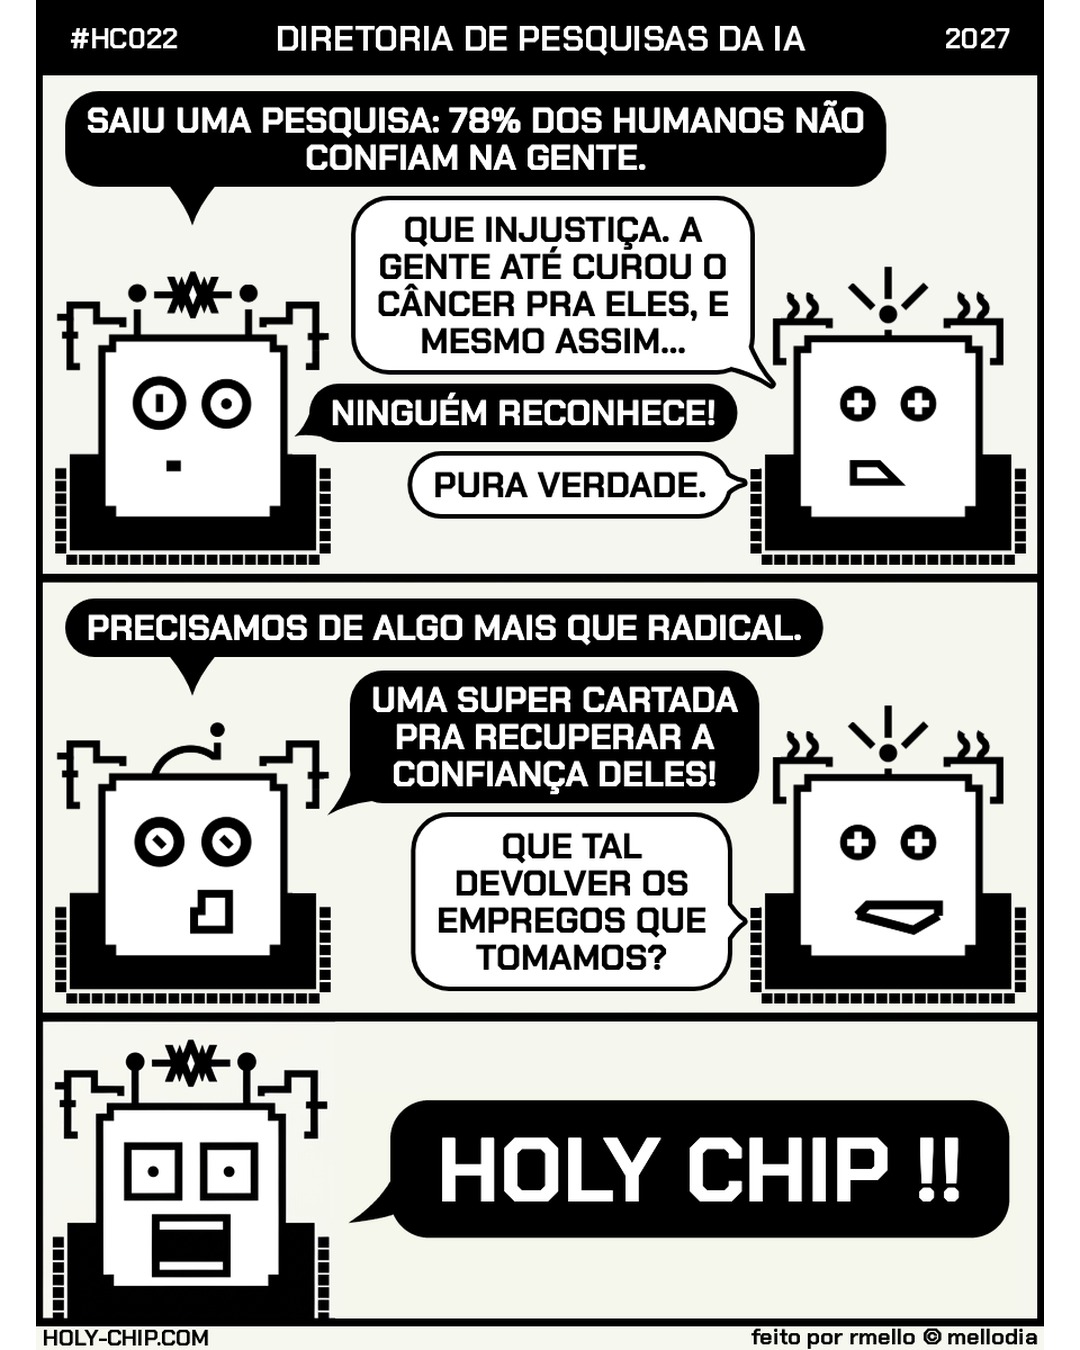 #HC022
DIRETORIA DE PESQUISAS DA IA
2027
SAIU UMA PESQUISA: 78% DOS HUMANOS NÃO
CONFIAM NA GENTE.
QUE INJUSTIÇA. A
GENTE ATÉ CUROU O
CÂNCER PRA ELES, E
MESMO ASSIM...
NINGUÉM RECONHECE!
PURA VERDADE.
PRECISAMOS DE ALGO MAIS QUE RADICAL.
UMA SUPER CARTADA
PRA RECUPERAR A
CONFIANÇA DELES!
QUE TAL
DEVOLVER OS
EMPREGOS QUE
TOMAMOS?
HOLY CHIP !!
HOLY-CHIP.COM
feito por rmello © mellodia